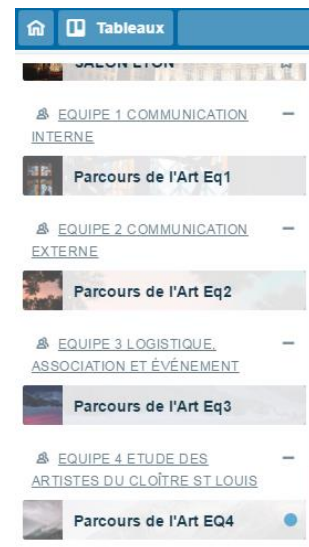 Tableaux
SALON LYON
EQUIPE 1 COMMUNICATION
INTERNE
Parcours de l'Art Eq1
EQUIPE 2 COMMUNICATION
EXTERNE
Parcours de l'Art Eq2
EQUIPE 3 LOGISTIQUE,
ASSOCIATION ET ÉVÉNEMENT
Parcours de l'Art Eq3
EQUIPE 4 ETUDE DES
ARTISTES DU CLOÎTRE ST LOUIS
Parcours de l'Art EQ4